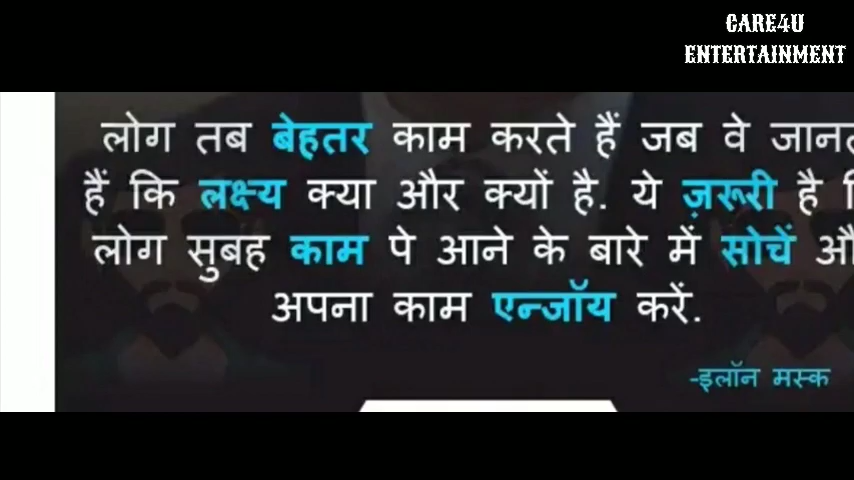 CARE4U
ENTERTAINMENT
लोग तब बेहतर काम करते हैं जब वे
हैं कि लक्ष्य क्या और क्यों है. ये ज़रूरी है
लोग सुबह काम पे आने के बारे में सोचें
अपना काम एन्जॉय करें.
-इलॉन मस्क